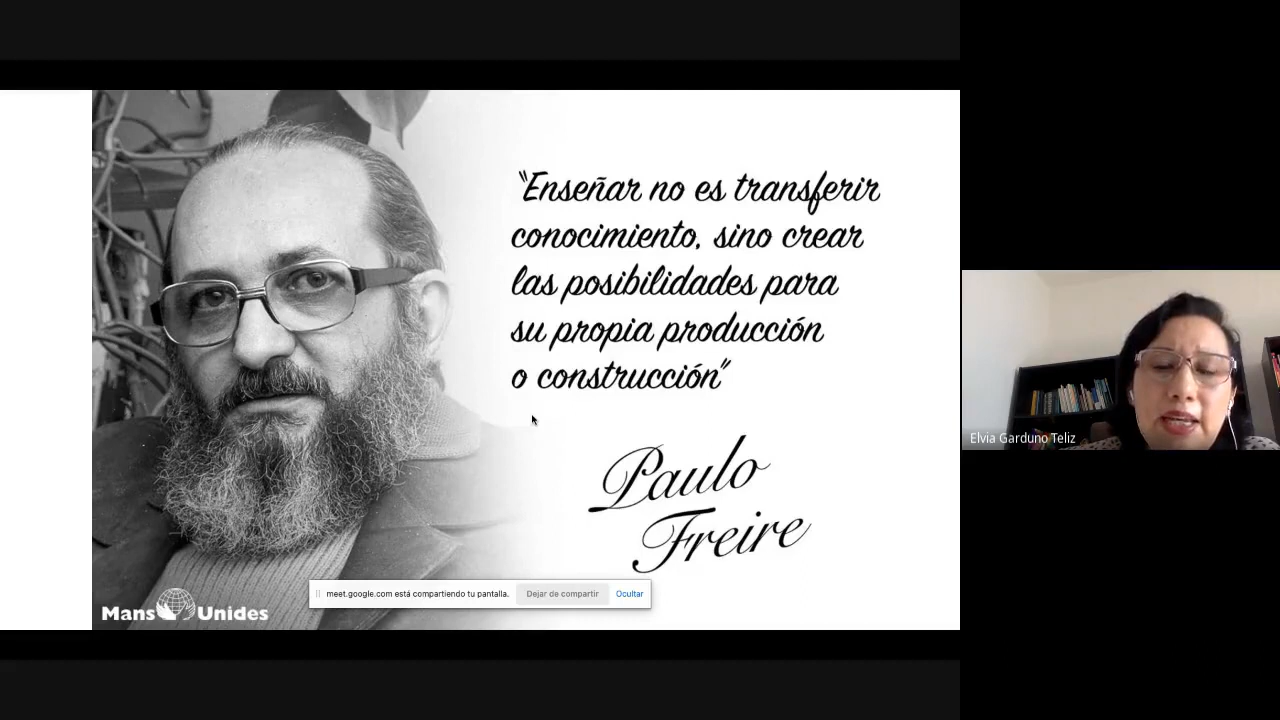 “Enseñar no es transferir
conocimiento, sino crear
las posibilidades para
su propia producción
o construcción”
Paulo
Freire
Mans Unides
meet.google.com está compartiendo tu pantalla.
Dejar de compartir
Ocultar
Elvia Garduno Teliz